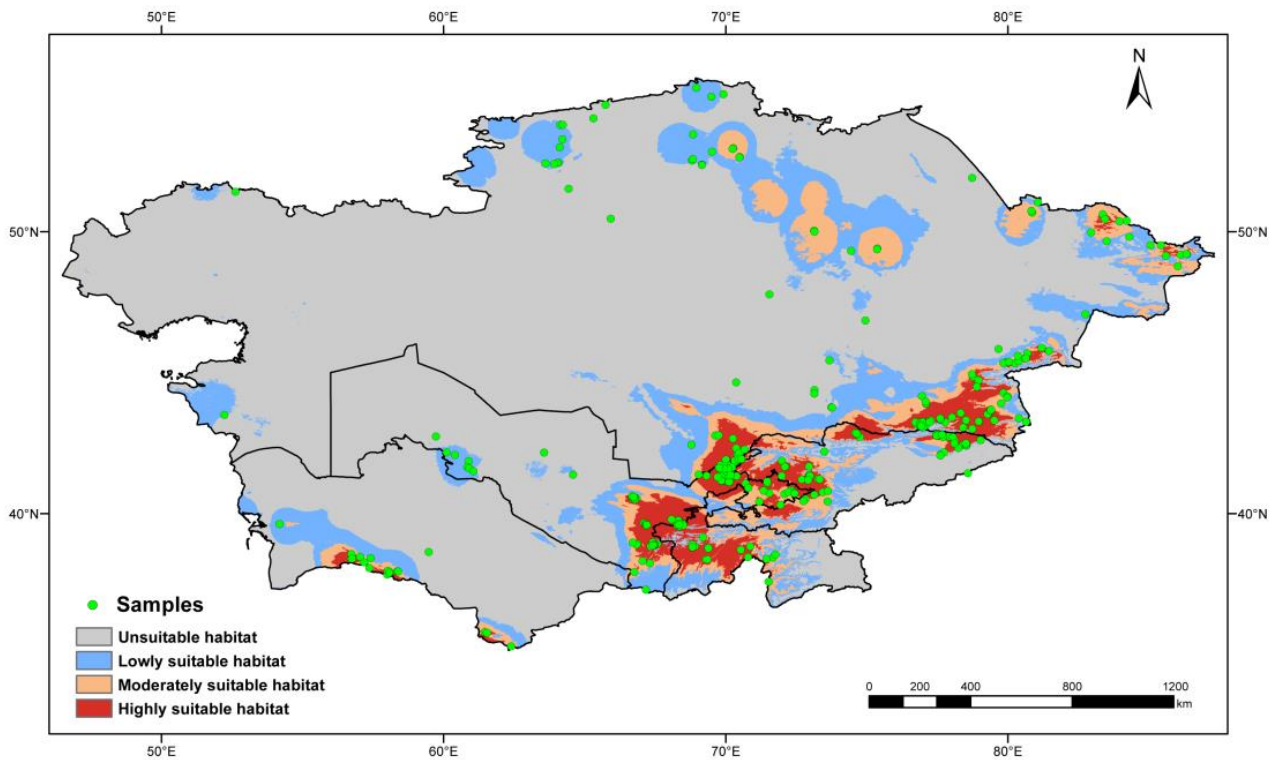 50°E 60°E 70°E 80°E
N
50°N 50°N
40°N 40°N
Samples
Unsuitable habitat
Lowly suitable habitat
Moderately suitable habitat
Highly suitable habitat
0 200 400 800 1200
km
50°E 60°E 70°E 80°E